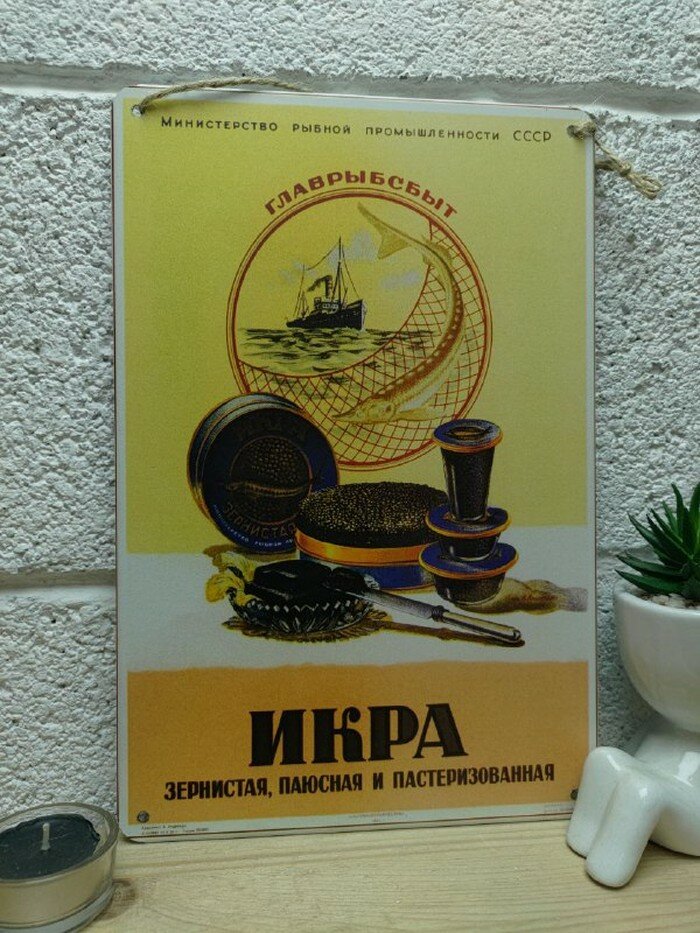 Министерство рыбной промышленности СССР
ГЛАВРЫБСБЫТ
ИКРА
ЗЕРНИСТАЯ, ПАЮСНАЯ И ПАСТЕРИЗОВАННАЯ